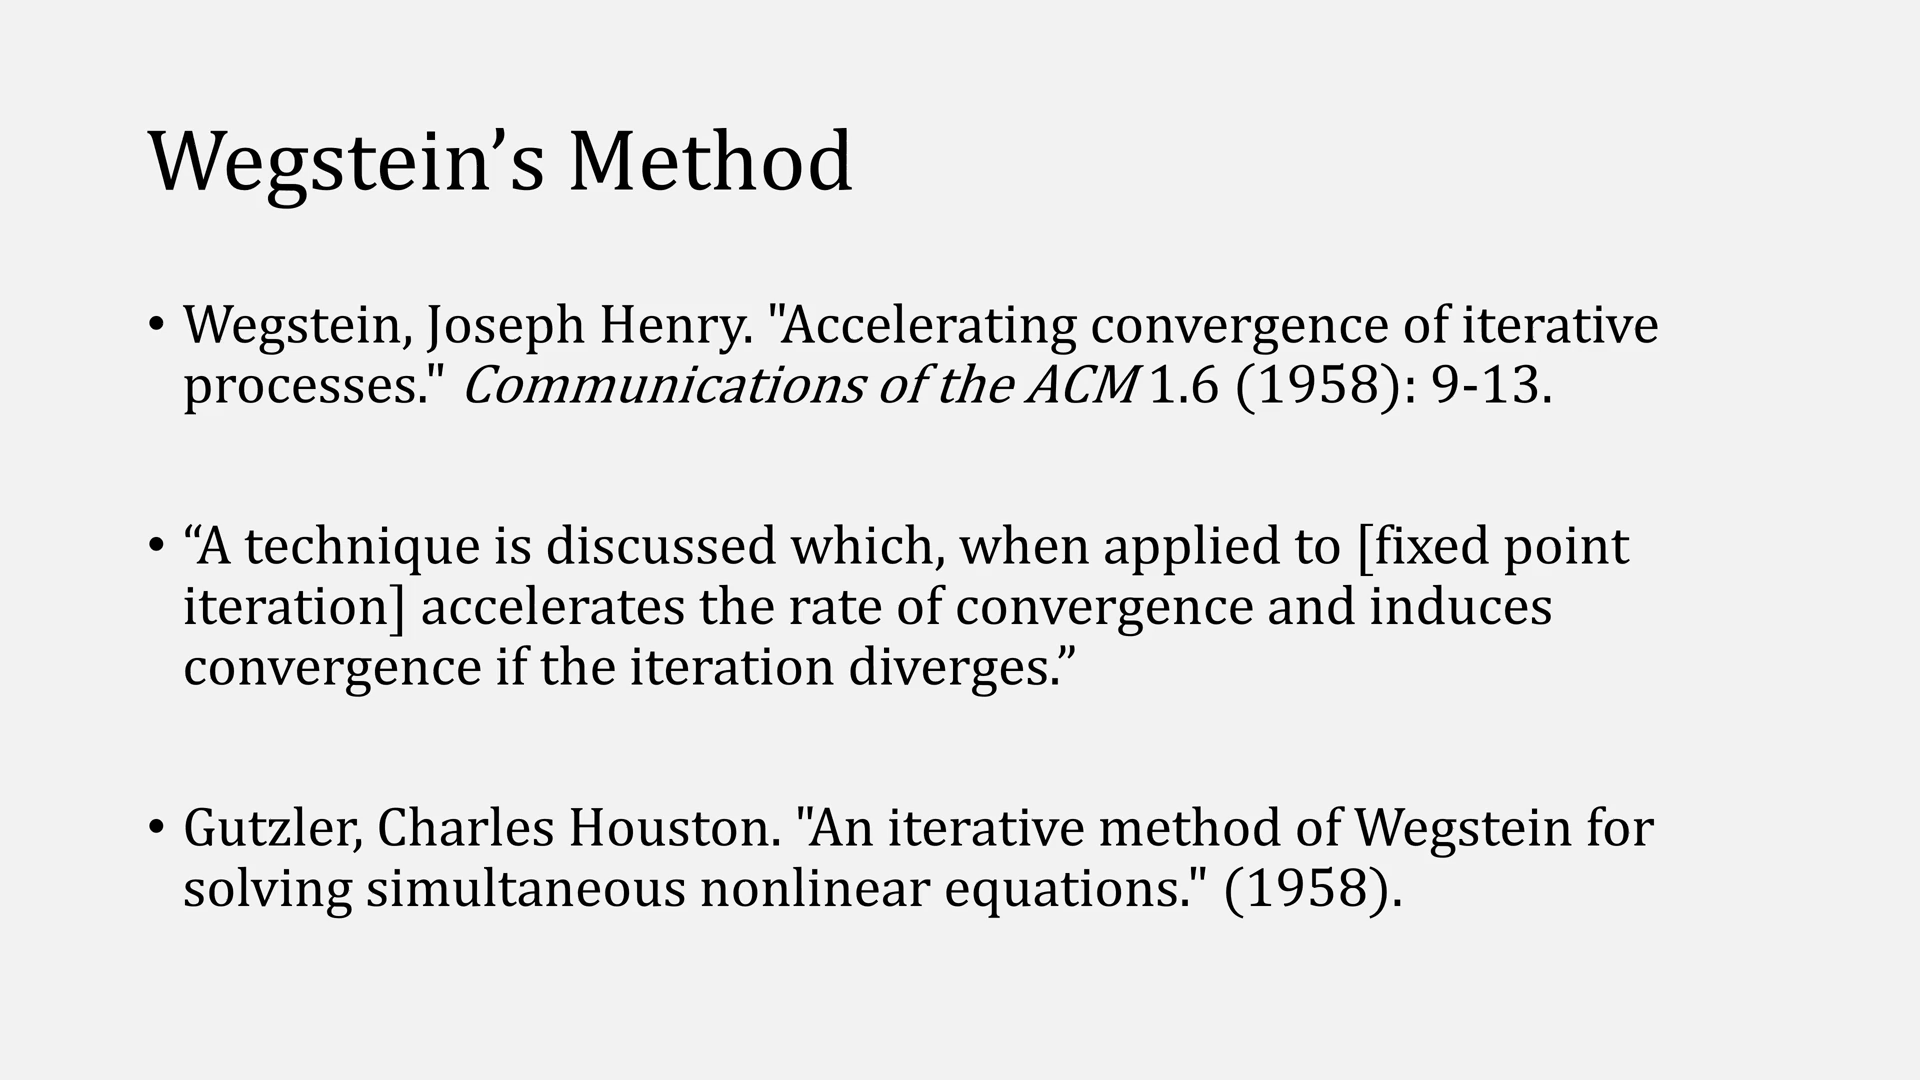 Wegstein’s Method
• Wegstein, Joseph Henry. "Accelerating convergence of iterative
processes." Communications of the ACM 1.6 (1958): 9-13.
• “A technique is discussed which, when applied to [fixed point
iteration] accelerates the rate of convergence and induces
convergence if the iteration diverges.”
• Gutzler, Charles Houston. "An iterative method of Wegstein for
solving simultaneous nonlinear equations." (1958).